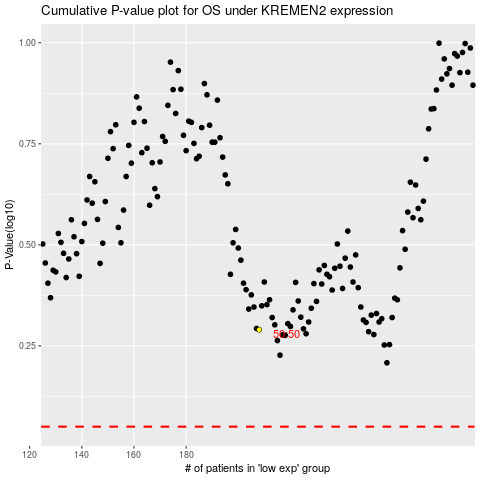 Cumulative P-value plot for OS under KREMEN2 expression
P-Value(log10)
1.00
0.75
0.50
0.25
50:50
120 140 160 180
# of patients in 'low exp' group